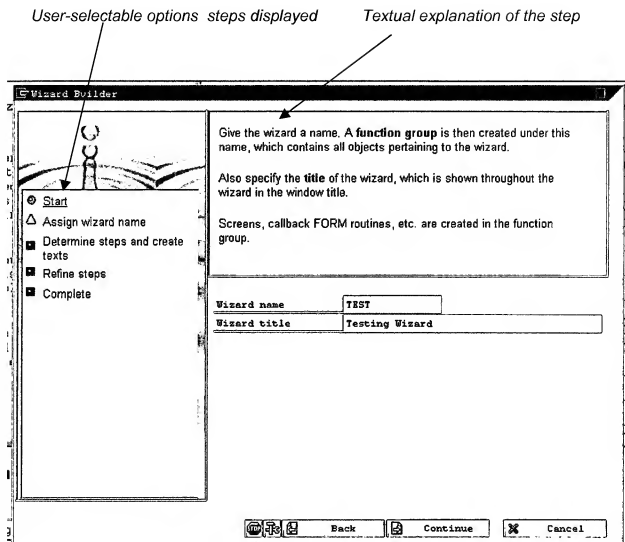 User-selectable options steps displayed
Textual explanation of the step
Wizard Builder
Give the wizard a name. A function group is then created under this
name, which contains all objects pertaining to the wizard.
Also specify the title of the wizard, which is shown throughout the
wizard in the window title.
Screens, callback FORM routines, etc. are created in the function
group.
Start
Assign wizard name
Determine steps and create
texts
Refine steps
Complete
Wizard name TEST
Wizard title Testing Wizard
Back Continue Cancel